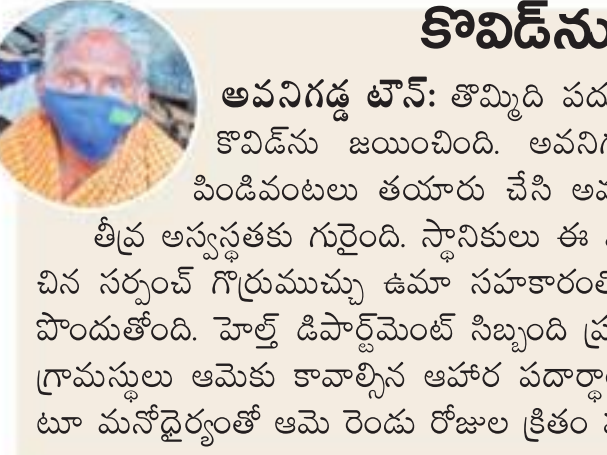 కొవిడ్‌ను
అవనిగడ్డ టౌన్: తొమ్మిది పద
కొవిడ్‌ను జయించింది. అవనిగ
పిండివంటలు తయారు చేసి అవ
తీవ్ర అస్వస్థతకు గురైంది. స్థానికులు ఈ
చిన సర్పంచ్ గొర్రుముచ్చు ఉమా సహకారంత
పొందుతోంది. హెల్త్ డిపార్ట్‌మెంట్ సిబ్బంది ప్ర
గ్రామస్థులు ఆమెకు కావాల్సిన ఆహార పదార్థా
టూ మనోధైర్యంతో ఆమె రెండు రోజుల క్రితం